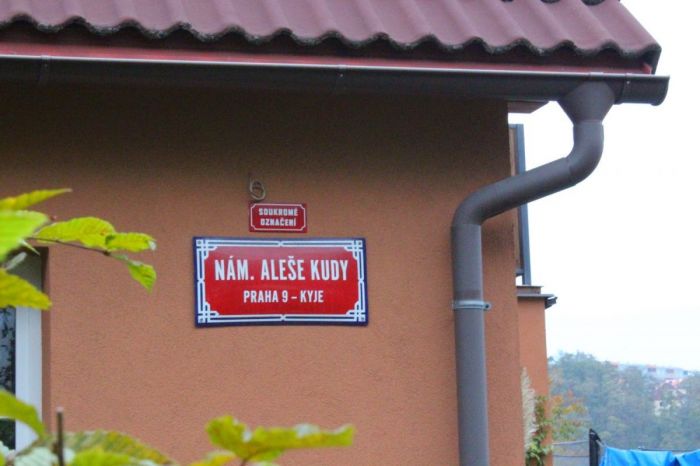 SOUKROMÉ
OZNAČENÍ
NÁM. ALEŠE KUDY
PRAHA 9 – KYJE